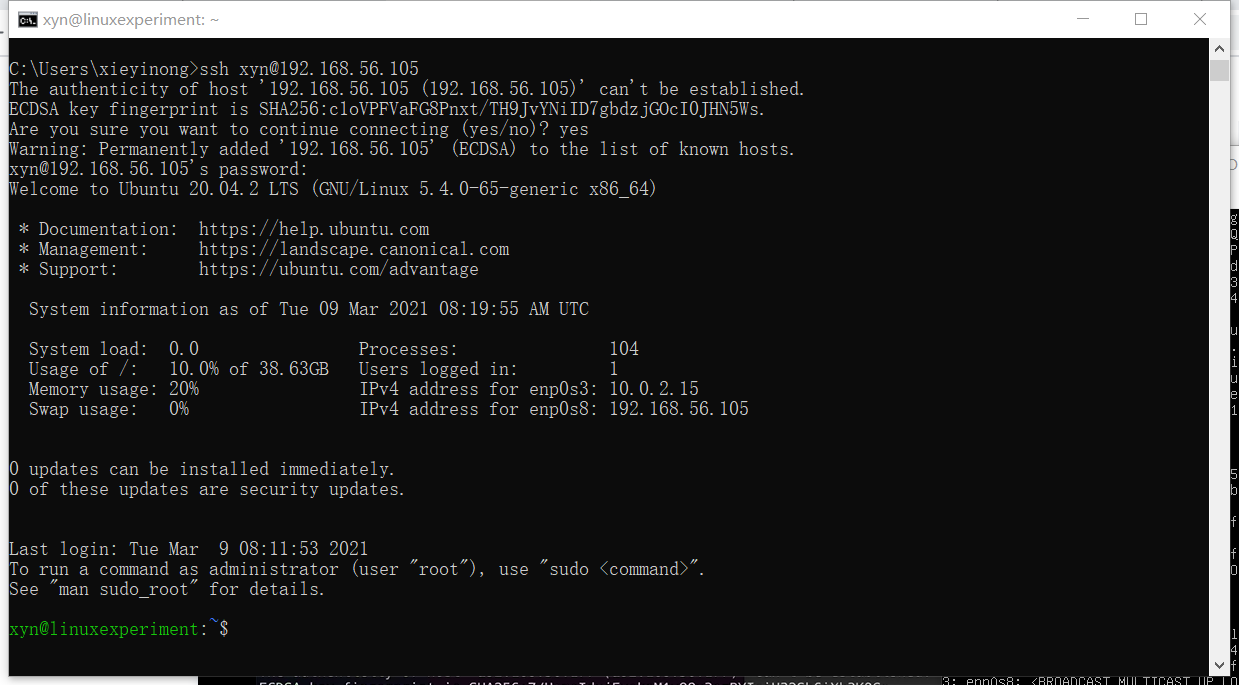 xyn@linuxexperiment: ~
C:\Users\xieyinong>ssh xyn@192.168.56.105
The authenticity of host '192.168.56.105 (192.168.56.105)' can't be established.
ECDSA key fingerprint is SHA256:cloVPFVaFG8Pnxt/TH9JvYNiID7gbdzjGOcI0JHN5Ws.
Are you sure you want to continue connecting (yes/no)? yes
Warning: Permanently added '192.168.56.105' (ECDSA) to the list of known hosts.
xyn@192.168.56.105's password:
Welcome to Ubuntu 20.04.2 LTS (GNU/Linux 5.4.0-65-generic x86_64)
* Documentation:  https://help.ubuntu.com
* Management:     https://landscape.canonical.com
* Support:        https://ubuntu.com/advantage
System information as of Tue 09 Mar 2021 08:19:55 AM UTC
System load:  0.0                Processes:               104
Usage of /:   10.0% of 38.63GB   Users logged in:         1
Memory usage: 20%                IPv4 address for enp0s3: 10.0.2.15
Swap usage:   0%                 IPv4 address for enp0s8: 192.168.56.105
0 updates can be installed immediately.
0 of these updates are security updates.
Last login: Tue Mar  9 08:11:53 2021
To run a command as administrator (user "root"), use "sudo <command>".
See "man sudo_root" for details.
xyn@linuxexperiment:~$
3: enp0s8: <BROADCAST,MULTICAST,UP,LO